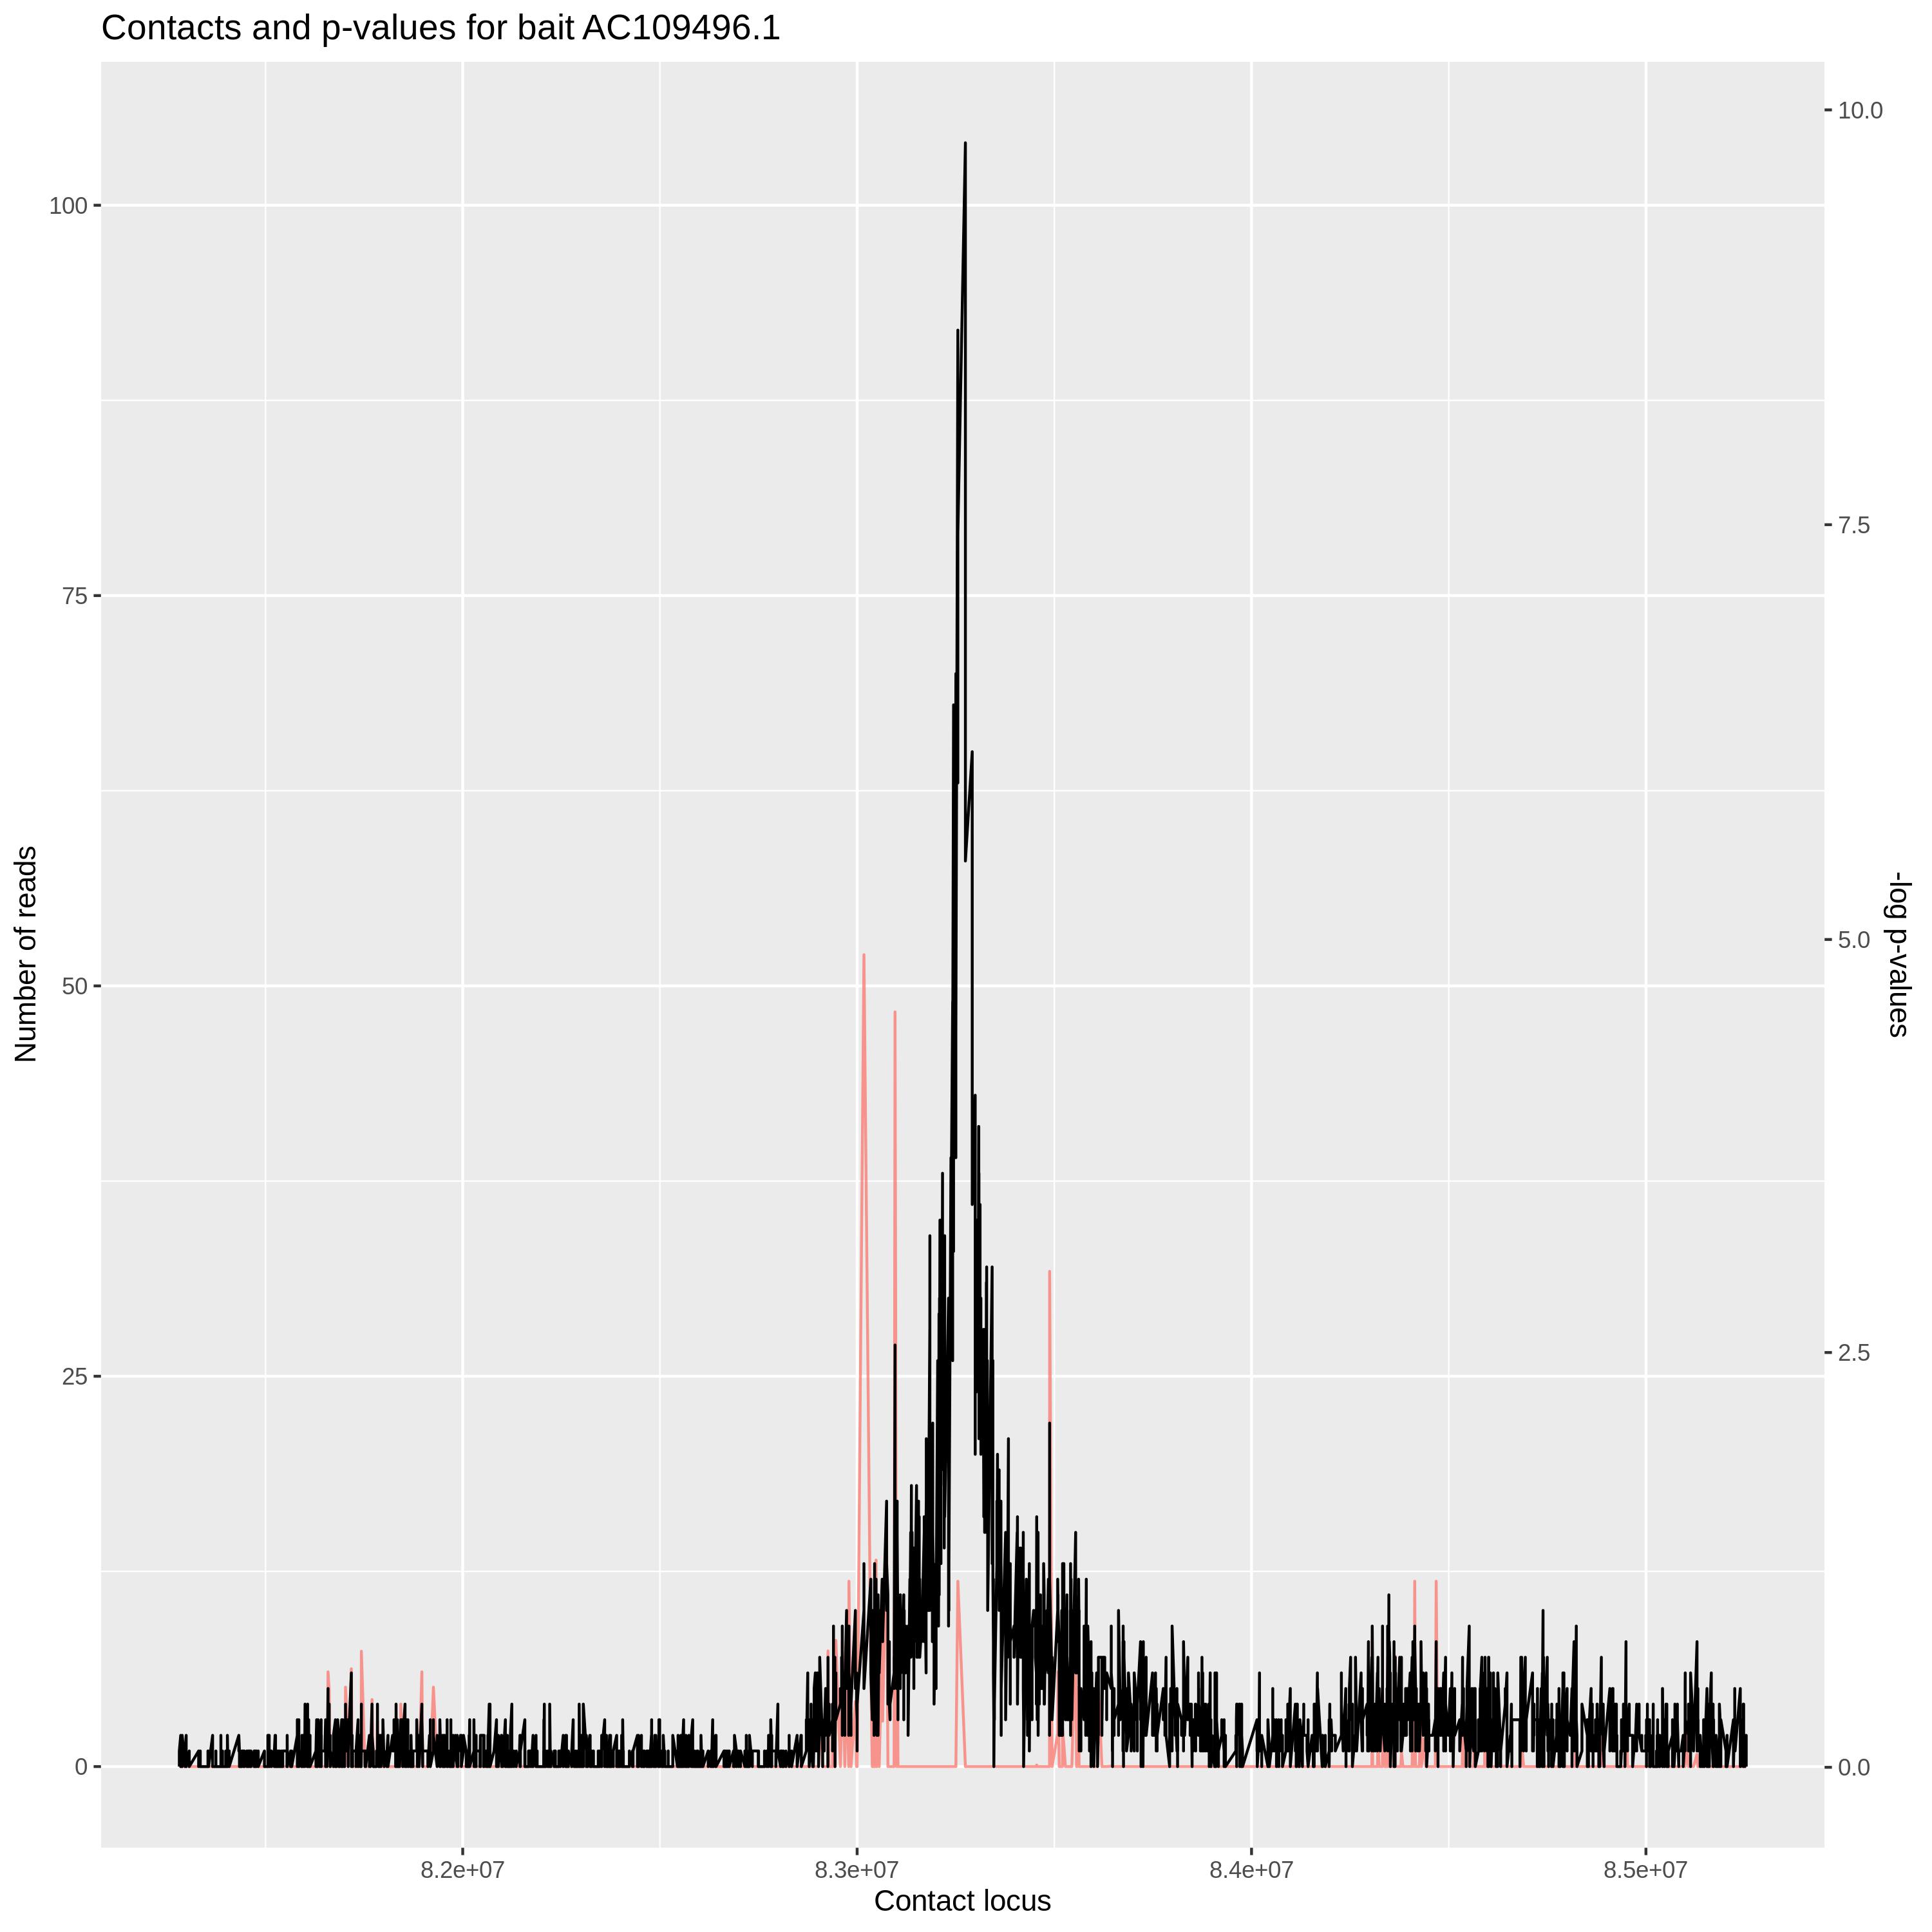 Contacts and p-values for bait AC109496.1
100
75
50
25
0
Number of reads
10.0
7.5
5.0
2.5
0.0
-log p-values
8.2e+07
8.3e+07
8.4e+07
8.5e+07
Contact locus